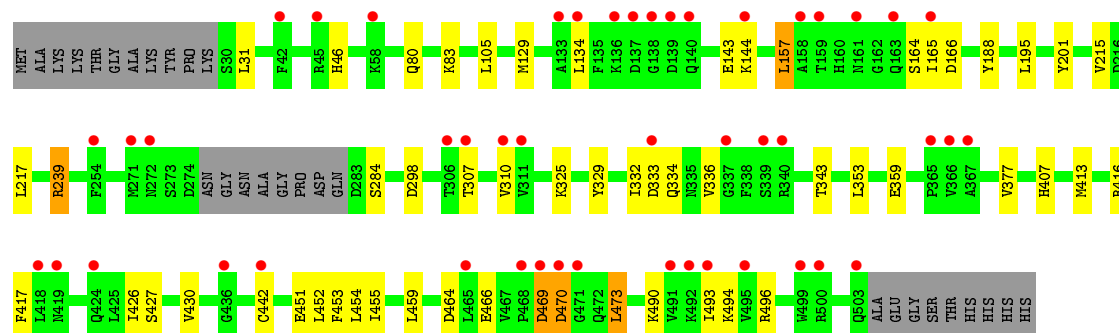 MET ALA LYS LYS THR GLY ALA LYS TYR PRO LYS S30 L31 F42 R45 H46 K58 Q80 K83 L105 M129 A133 L134 F135 K136 D137 G138 D139 Q140 E143 K144 L157 A158 T159 H160 N161 G162 Q163 S164 I165 D166 Y188 L195 Y201 V215 D216
L217 R239 F254 M271 N272 S273 D274 ASN GLY ASN ALA GLY PRO ASP GLN D283 S284 D298 T306 T307 V310 V311 K325 Y329 I332 D333 Q334 N335 V336 G337 F338 S339 R340 T343 L353 E359 P365 V366 A367 V377 H407 M413
F417 L418 N419 Q424 L425 I426 S427 V430 G436 C442 E451 L452 F453 L454 I455 L459 D464 L465 E466 V467 P468 D469 D470 G471 Q472 L473 K490 V491 K492 I493 K494 V495 R496 W499 R500 Q503 ALA GLU GLY SER THR HIS HIS HIS HIS HIS